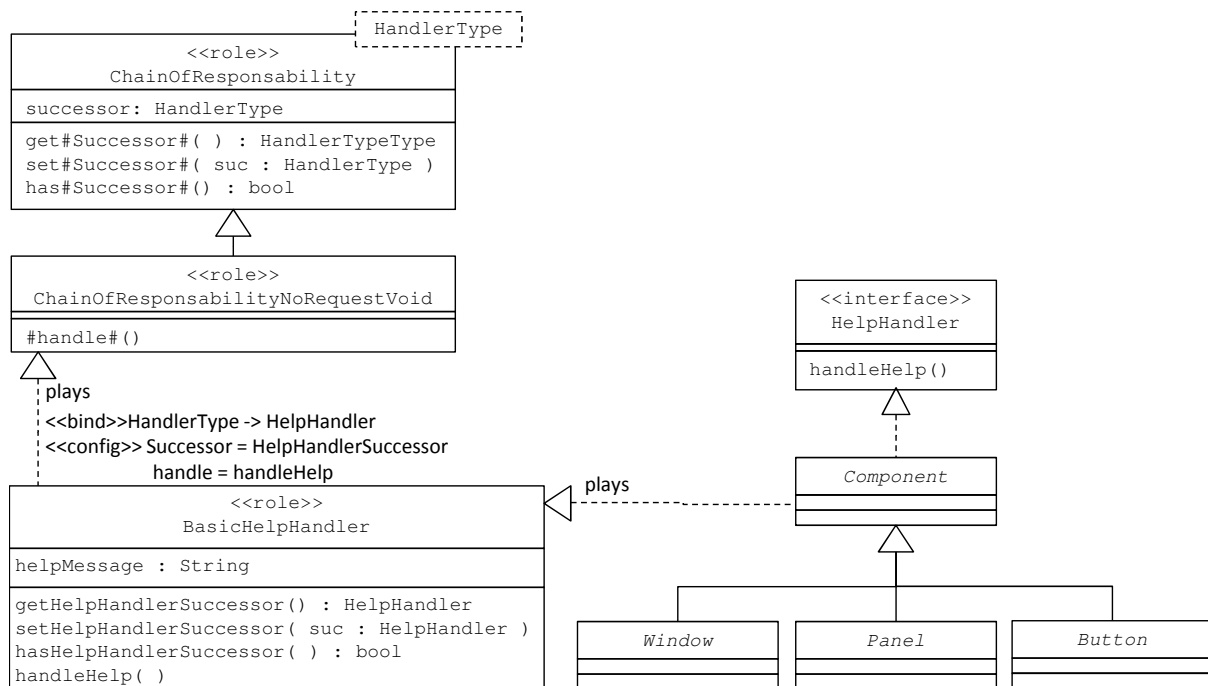 HandlerType
<<role>>
ChainOfResponsability
successor: HandlerType
get#Successor#( ) : HandlerTypeType
set#Successor#( suc : HandlerType )
has#Successor#() : bool
<<role>>
ChainOfResponsabilityNoRequestVoid
#handle#()
plays
<<bind>>HandlerType -> HelpHandler
<<config>> Successor = HelpHandlerSuccessor
handle = handleHelp
<<role>>
BasicHelpHandler
helpMessage : String
getHelpHandlerSuccessor() : HelpHandler
setHelpHandlerSuccessor( suc : HelpHandler )
hasHelpHandlerSuccessor( ) : bool
handleHelp( )
plays
<<interface>>
HelpHandler
handleHelp()
Component
Window
Panel
Button